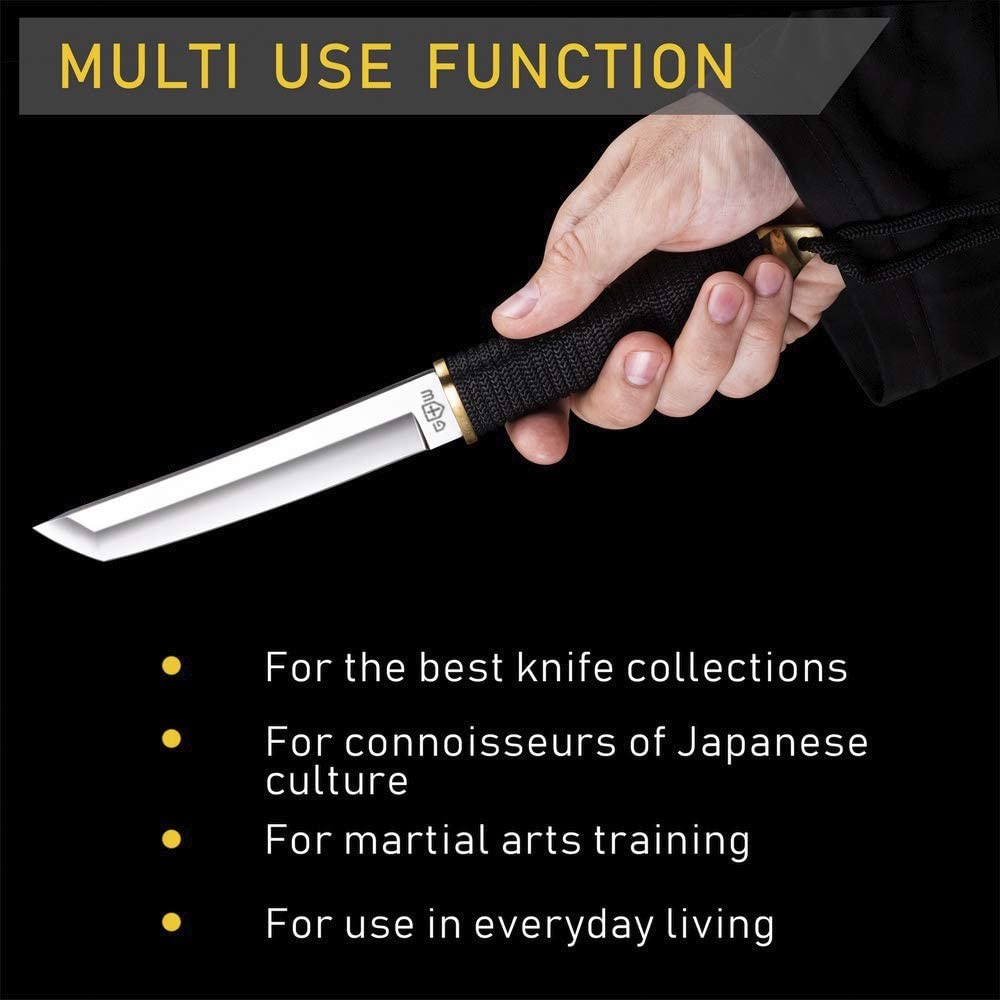 MULTI USE FUNCTION
GW
For the best knife collections
For connoisseurs of Japanese
culture
For martial arts training
For use in everyday living